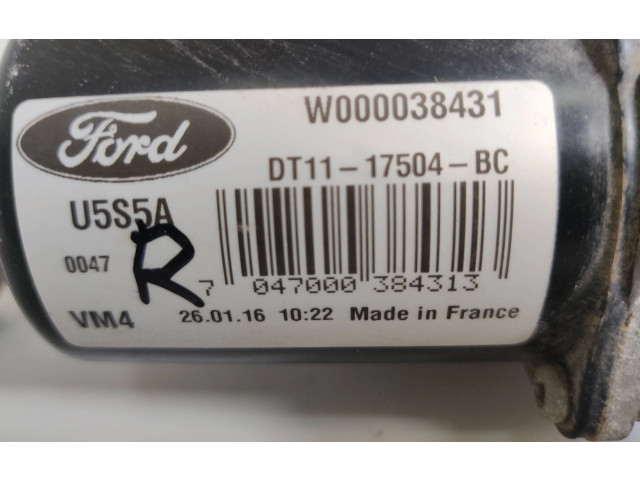 Ford
W000038431
DT11-17504-BC
U5S5A
0047
R
7 047000 384313
VM4 26.01.16 10:22 Made in France